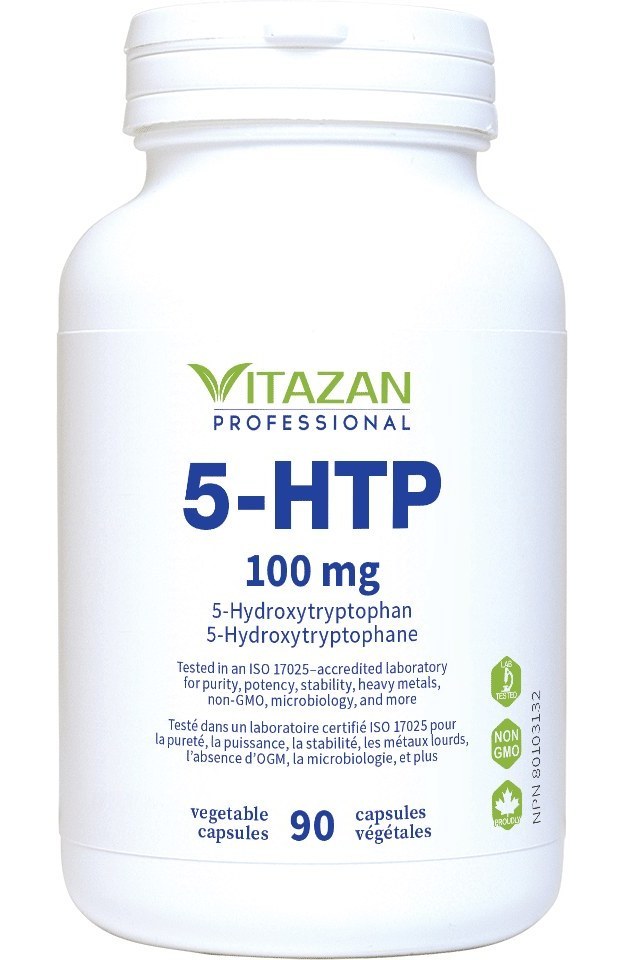 VITAZAN
PROFESSIONAL
5-HTP
100 mg
5-Hydroxytryptophan
5-Hydroxytryptophane
Tested in an ISO 17025–accredited laboratory
for purity, potency, stability, heavy metals,
non-GMO, microbiology, and more
Testé dans un laboratoire certifié ISO 17025 pour
la pureté, la puissance, la stabilité, les métaux lourds,
l’absence d’OGM, la microbiologie, et plus
LAB
TESTED
NON
GMO
PROUDLY
NPN 80103132
vegetable
capsules
90
capsules
végétales